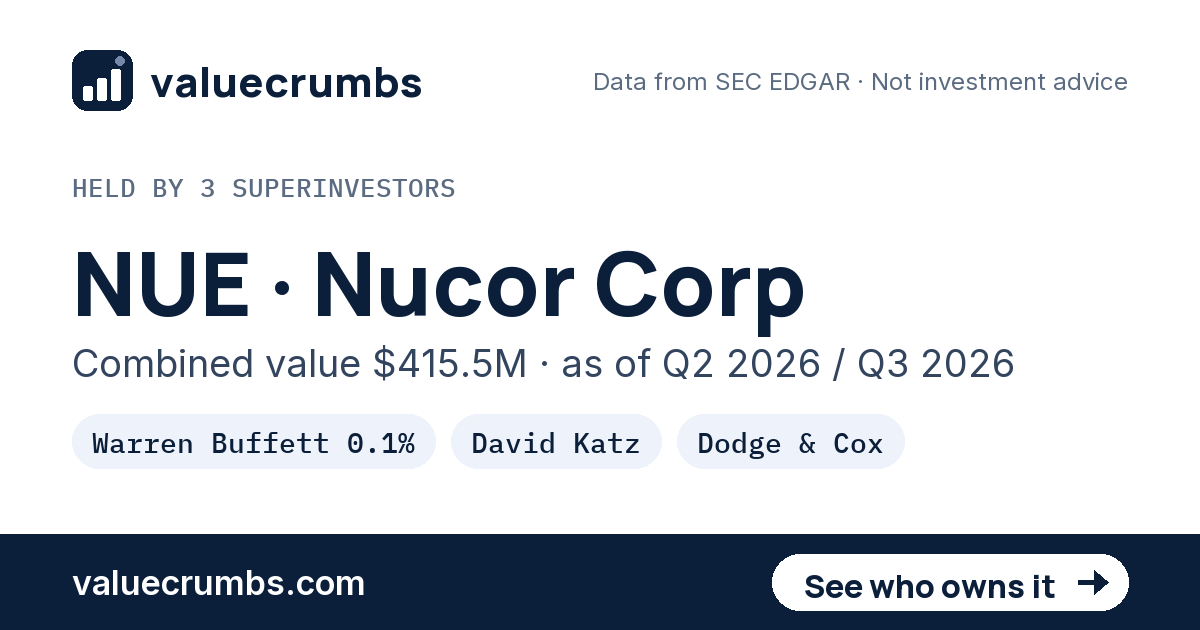 valuecrumbs
Data from SEC EDGAR · Not investment advice
HELD BY 3 SUPERINVESTORS
NUE · Nucor Corp
Combined value $415.5M · as of Q2 2026 / Q3 2026
Warren Buffett 0.1% David Katz Dodge & Cox
valuecrumbs.com
See who owns it →